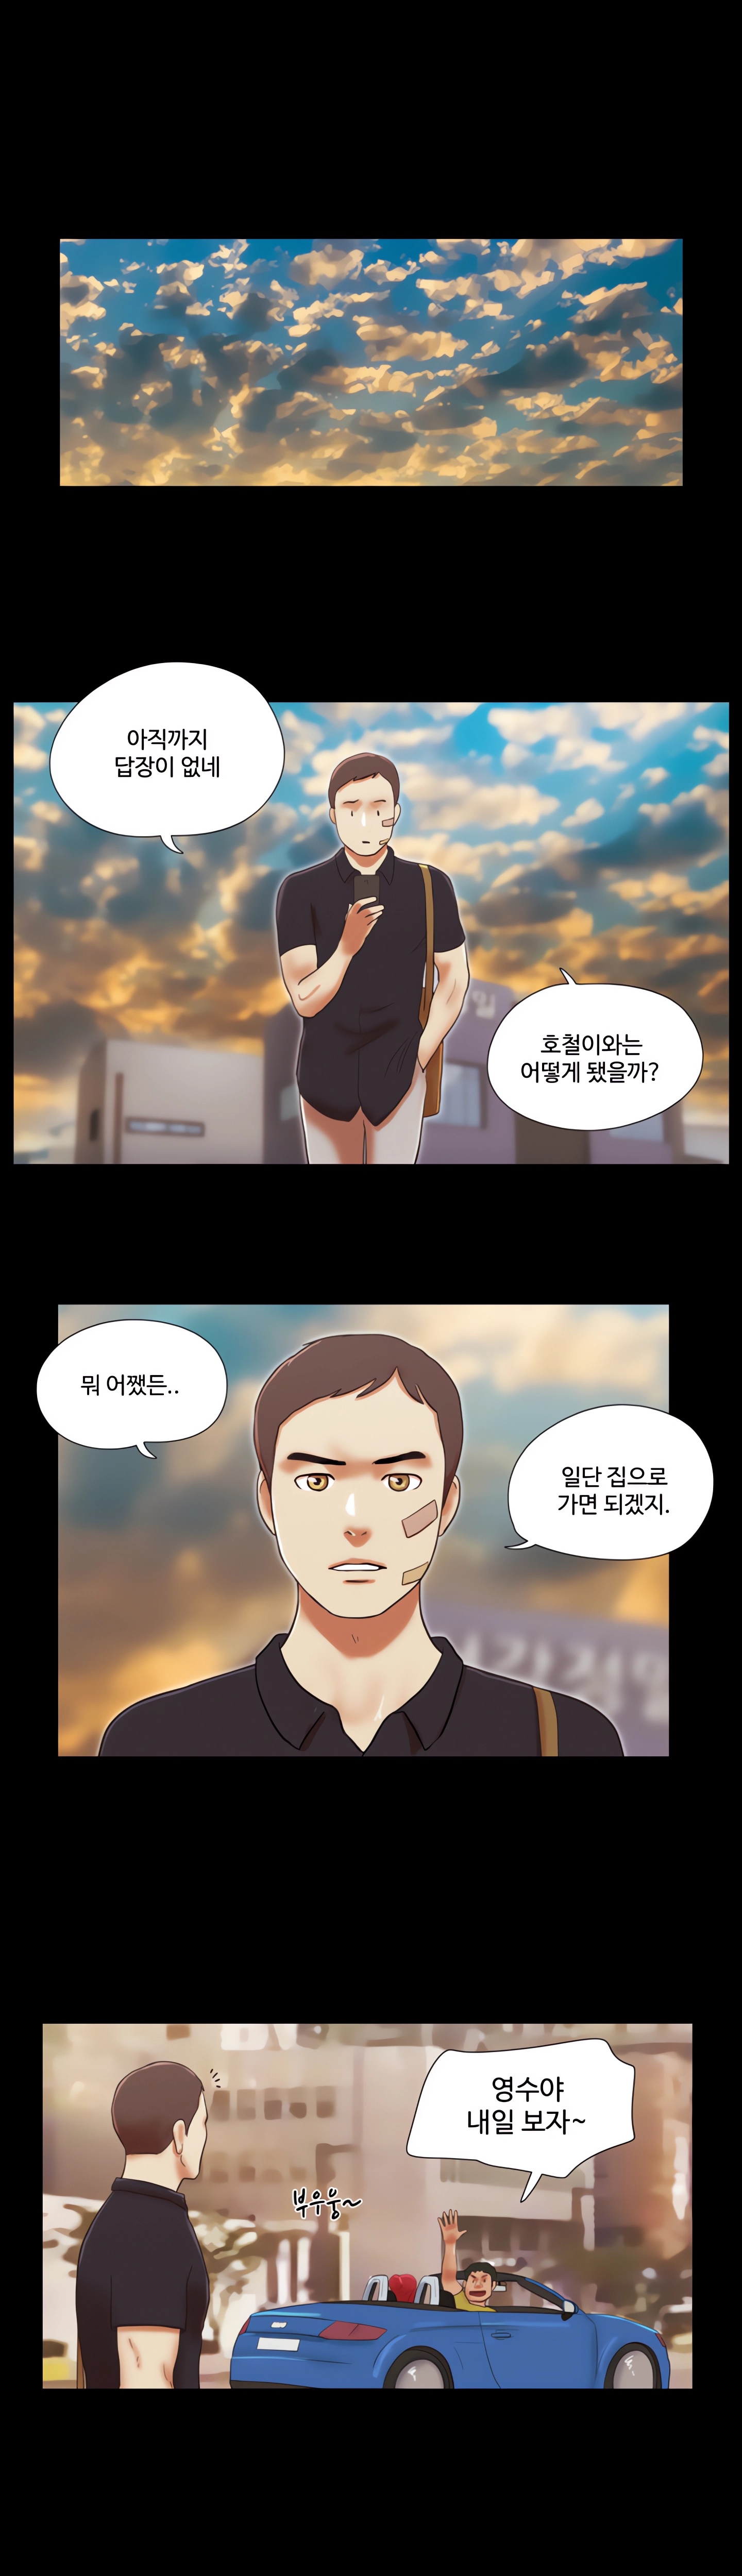 아직까지
답장이 없네
일
호철이와는
어떻게 됐을까?
뭐 어쨌든..
일단 집으로
가면 되겠지.
영수야
내일 보자~
부우웅~